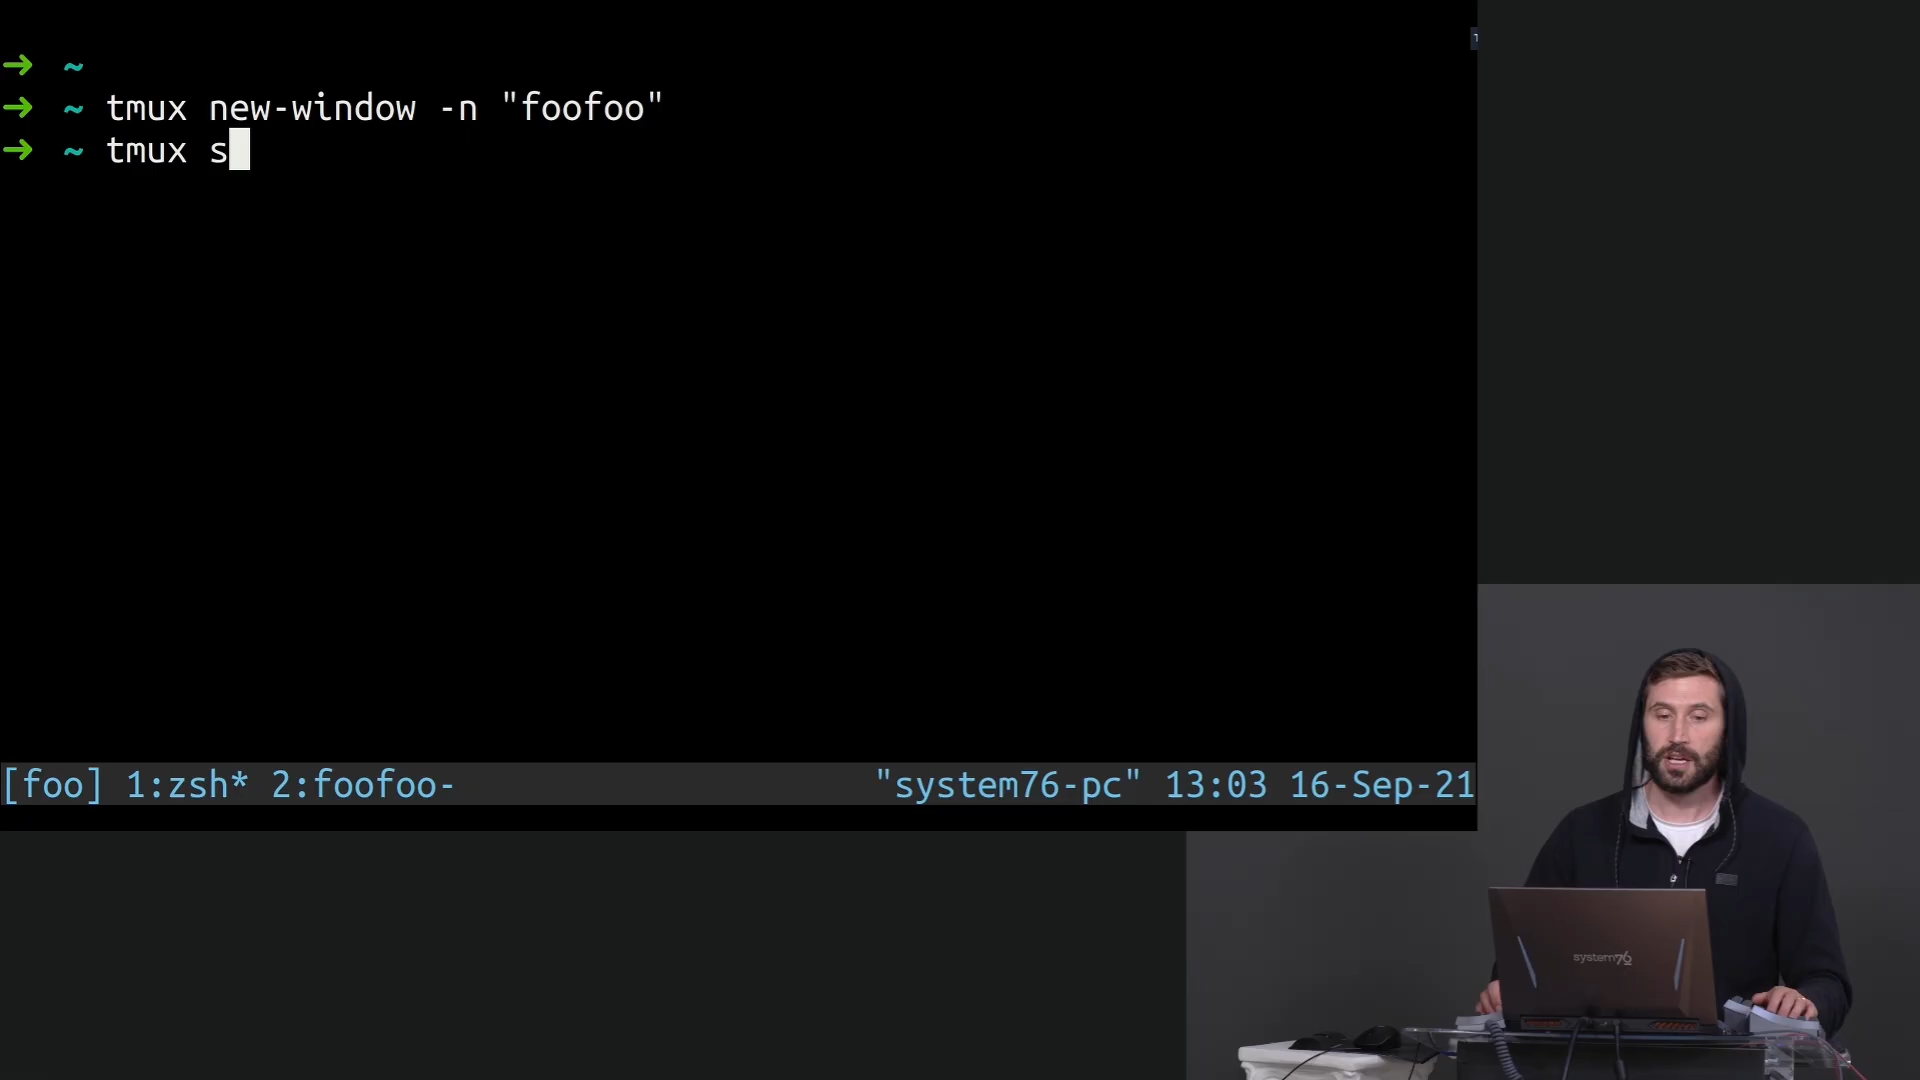 ➜ ~
➜ ~ tmux new-window -n "foofoo"
➜ ~ tmux s
[foo] 1:zsh* 2:foofoo- "system76-pc" 13:03 16-Sep-21
system76